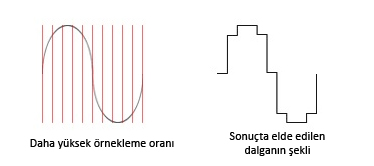 Daha yüksek örnekleme oranı
Sonuçta elde edilen
dalganın şekli